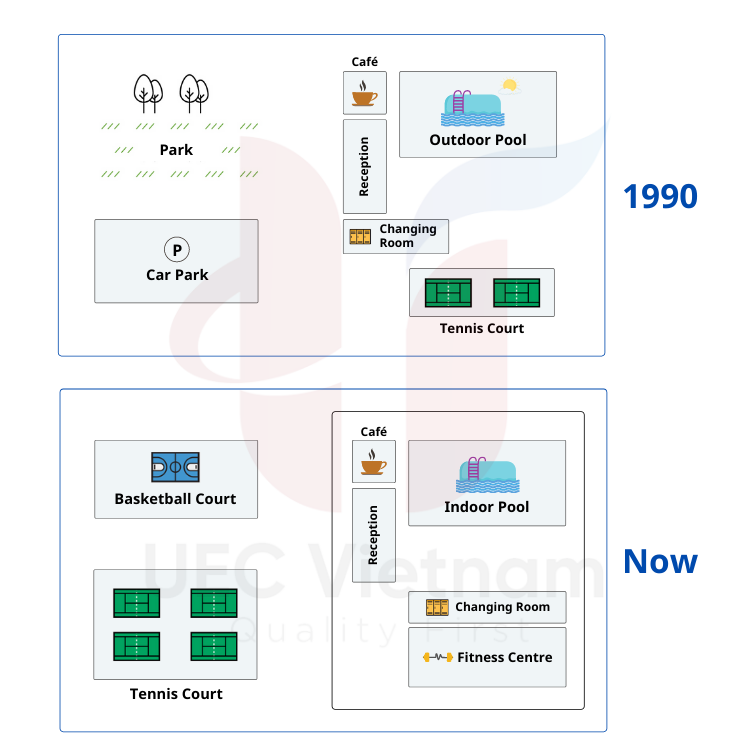 Café
Outdoor Pool
Park
Reception
1990
Changing
Room
P
Car Park
Tennis Court
Café
Basketball Court
Indoor Pool
Reception
Now
UFC Vietnam
Changing Room
Quality First
Fitness Centre
Tennis Court